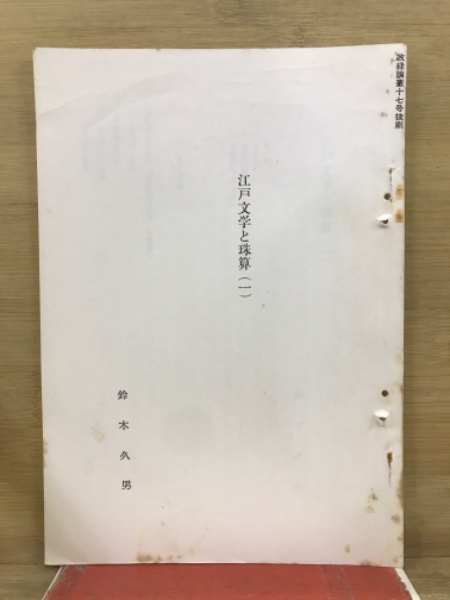 政経論叢十七号抜刷
江戸文学と珠算(一)
鈴木久男